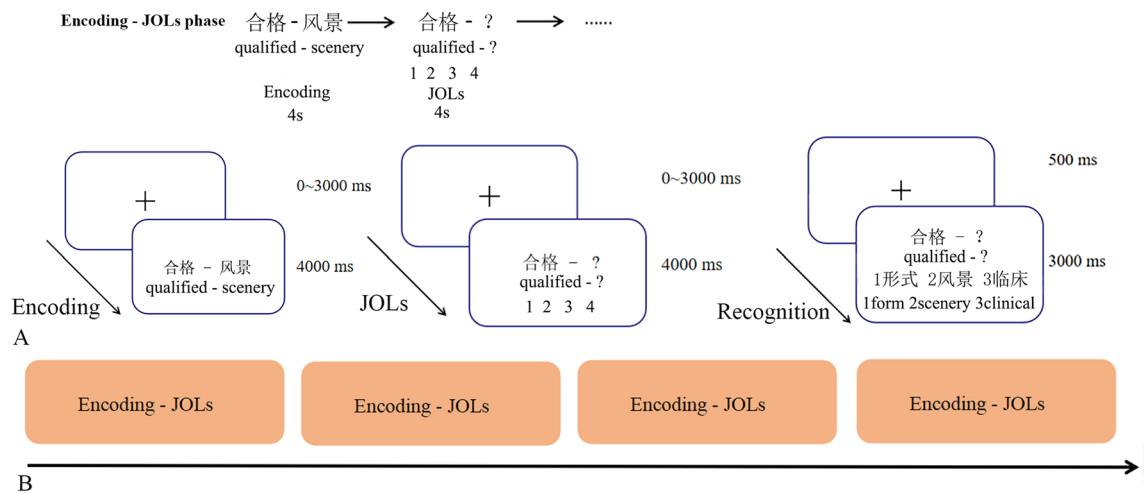 Encoding - JOLs phase
合格 - 风景
qualified - scenery
合格 - ？
qualified - ?
1 2 3 4
......
Encoding
4s
JOLs
4s
0~3000 ms
合格 - 风景
qualified - scenery
4000 ms
Encoding
0~3000 ms
合格 - ？
qualified - ?
1 2 3 4
4000 ms
JOLs
500 ms
合格 - ？
qualified - ?
1形式 2风景 3临床
1form 2scenery 3clinical
3000 ms
Recognition
A
Encoding - JOLs
Encoding - JOLs
Encoding - JOLs
Encoding - JOLs
B